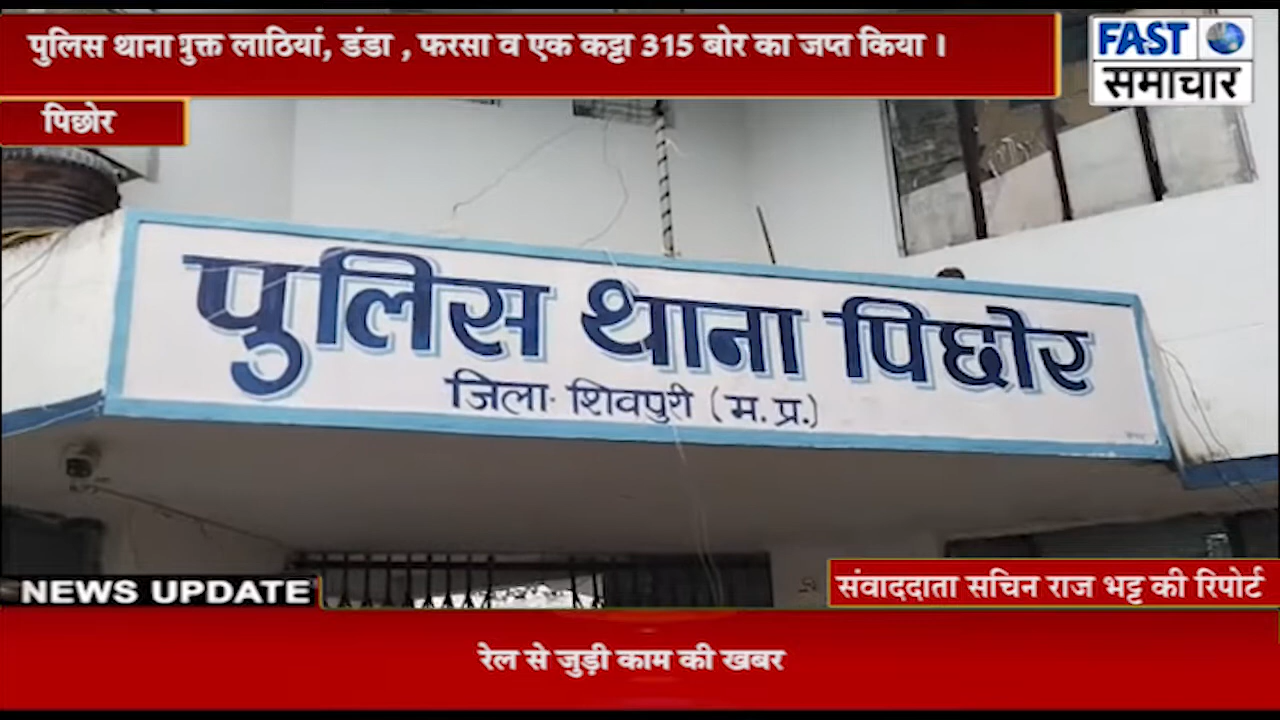 पुलिस थाना युक्त लाठियां, डंडा , फरसा व एक कट्टा 315 बोर का जप्त किया ।
FAST
समाचार
पिछोर
पुलिस थाना पिछोर
जिला- शिवपुरी (म.प्र.)
NEWS UPDATE
संवाददाता सचिन राज भट्ट की रिपोर्ट
रेल से जुड़ी काम की खबर